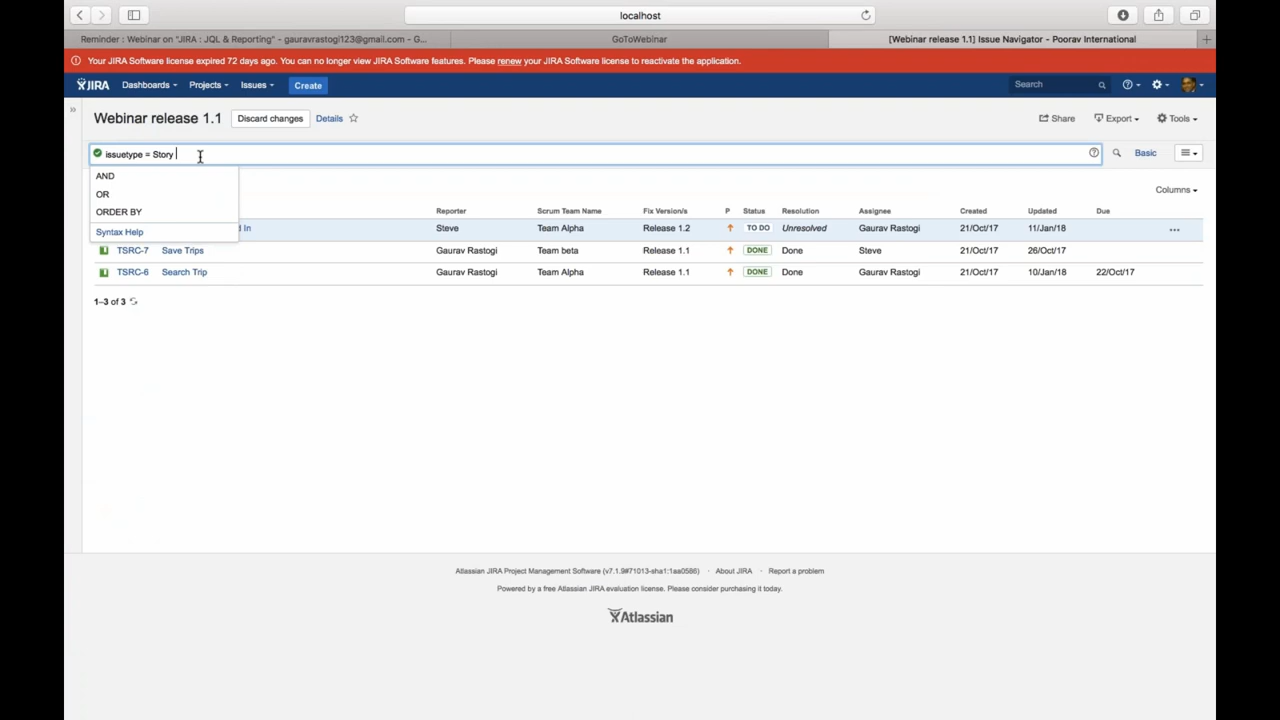 localhost
Reminder : Webinar on "JIRA : JQL & Reporting" - gauravrastogi123@gmail.com - G... GoToWebinar [Webinar release 1.1] Issue Navigator - Poorav International
Your JIRA Software license expired 72 days ago. You can no longer view JIRA Software features. Please renew your JIRA Software license to reactivate the application.
JIRA Dashboards Projects Issues Create Search
Webinar release 1.1 Discard changes Details Share Export Tools
issuetype = Story Basic
AND
OR
ORDER BY
Syntax Help
Columns
Reporter Scrum Team Name Fix Version/s P Status Resolution Assignee Created Updated Due
d In Steve Team Alpha Release 1.2 TO DO Unresolved Gaurav Rastogi 21/Oct/17 11/Jan/18 ...
TSRC-7 Save Trips Gaurav Rastogi Team beta Release 1.1 DONE Done Steve 21/Oct/17 26/Oct/17
TSRC-6 Search Trip Gaurav Rastogi Team Alpha Release 1.1 DONE Done Gaurav Rastogi 21/Oct/17 10/Jan/18 22/Oct/17
1–3 of 3
Atlassian JIRA Project Management Software (v7.1.9#71013-sha1:1aa0586) · About JIRA · Report a problem
Powered by a free Atlassian JIRA evaluation license. Please consider purchasing it today.
Atlassian